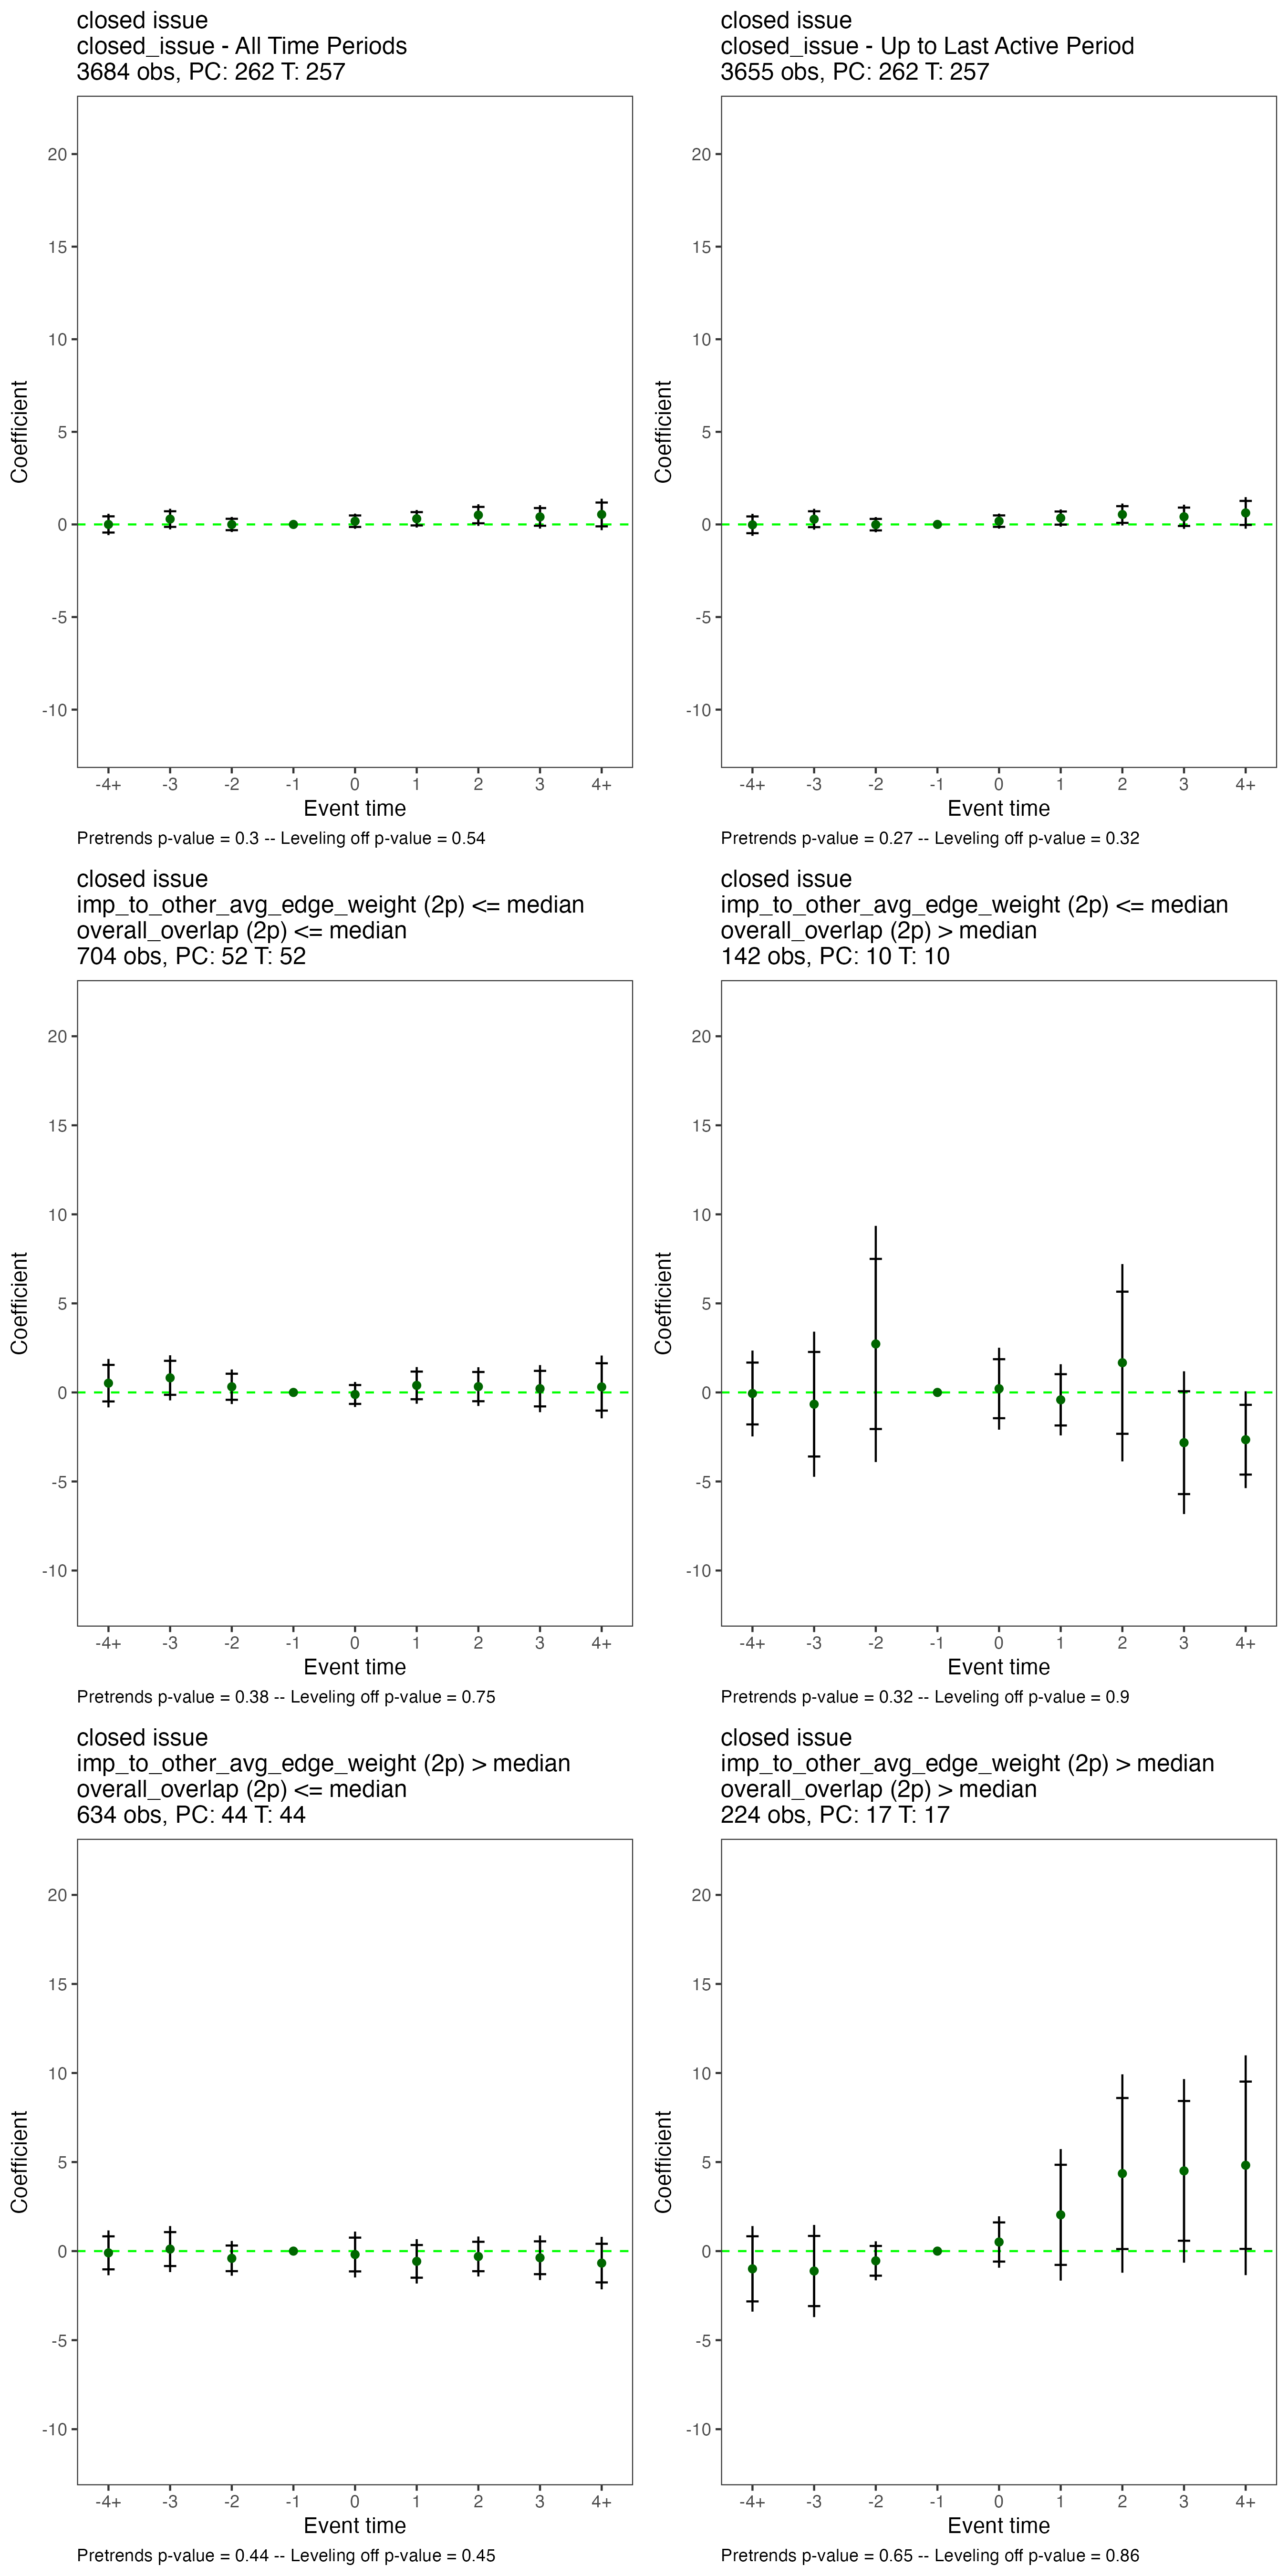 closed issue
closed_issue - All Time Periods
3684 obs, PC: 262 T: 257
20
15
10
5
0
-5
-10
Coefficient
-4+ -3 -2 -1 0 1 2 3 4+
Event time
Pretrends p-value = 0.3 -- Leveling off p-value = 0.54
closed issue
closed_issue - Up to Last Active Period
3655 obs, PC: 262 T: 257
20
15
10
5
0
-5
-10
Coefficient
-4+ -3 -2 -1 0 1 2 3 4+
Event time
Pretrends p-value = 0.27 -- Leveling off p-value = 0.32
closed issue
imp_to_other_avg_edge_weight (2p) <= median
overall_overlap (2p) <= median
704 obs, PC: 52 T: 52
20
15
10
5
0
-5
-10
Coefficient
-4+ -3 -2 -1 0 1 2 3 4+
Event time
Pretrends p-value = 0.38 -- Leveling off p-value = 0.75
closed issue
imp_to_other_avg_edge_weight (2p) <= median
overall_overlap (2p) > median
142 obs, PC: 10 T: 10
20
15
10
5
0
-5
-10
Coefficient
-4+ -3 -2 -1 0 1 2 3 4+
Event time
Pretrends p-value = 0.32 -- Leveling off p-value = 0.9
closed issue
imp_to_other_avg_edge_weight (2p) > median
overall_overlap (2p) <= median
634 obs, PC: 44 T: 44
20
15
10
5
0
-5
-10
Coefficient
-4+ -3 -2 -1 0 1 2 3 4+
Event time
Pretrends p-value = 0.44 -- Leveling off p-value = 0.45
closed issue
imp_to_other_avg_edge_weight (2p) > median
overall_overlap (2p) > median
224 obs, PC: 17 T: 17
20
15
10
5
0
-5
-10
Coefficient
-4+ -3 -2 -1 0 1 2 3 4+
Event time
Pretrends p-value = 0.65 -- Leveling off p-value = 0.86